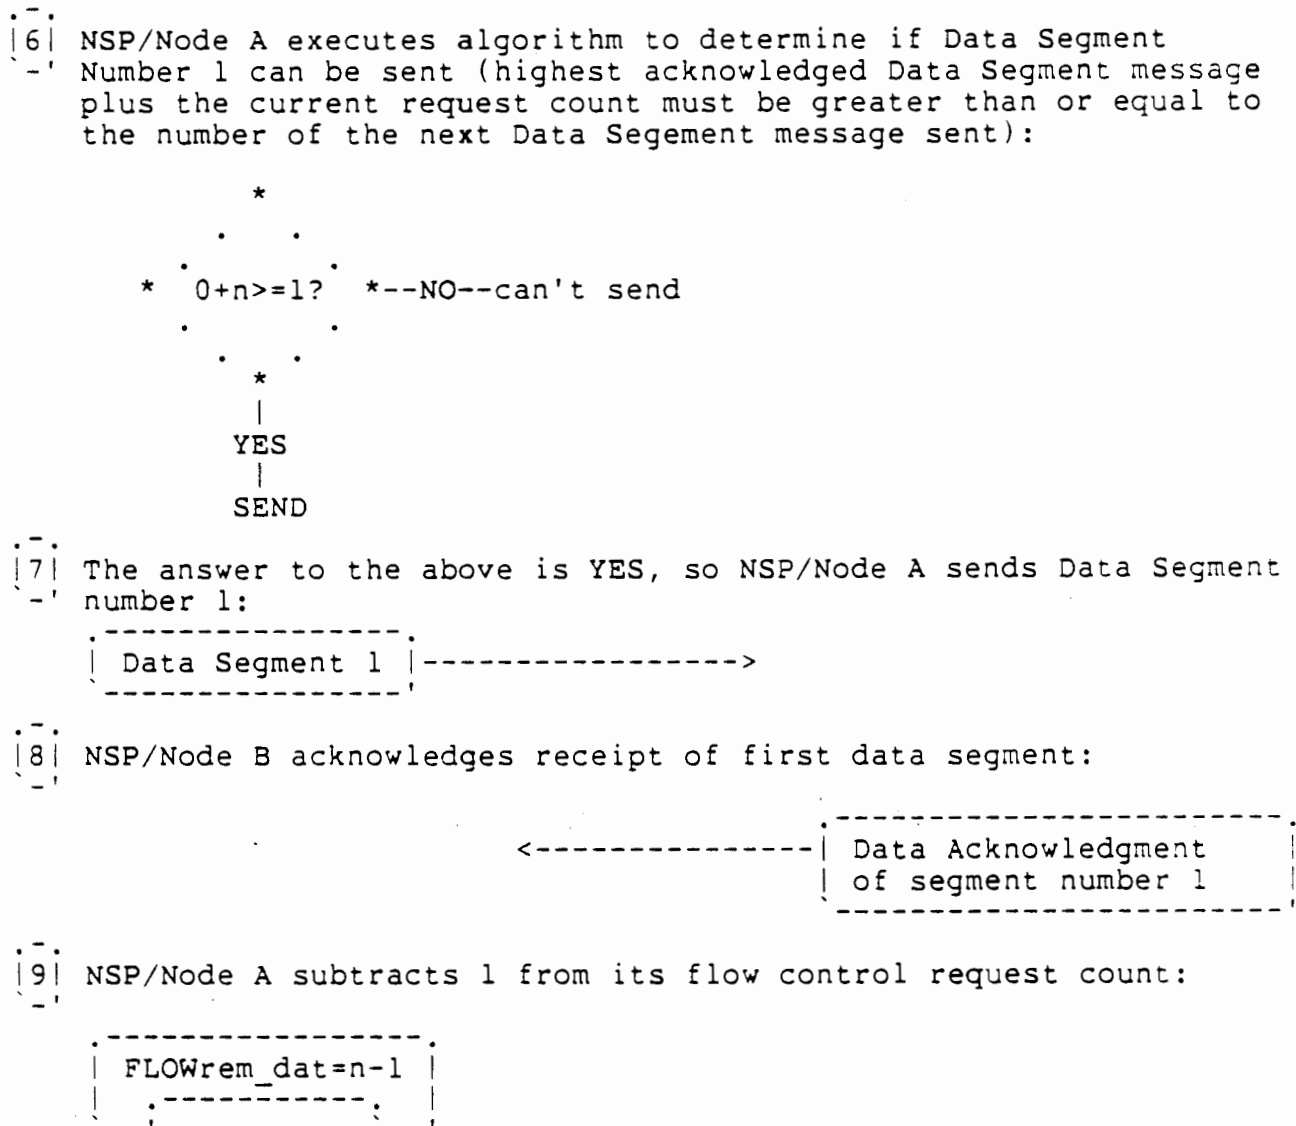 6 NSP/Node A executes algorithm to determine if Data Segment
Number 1 can be sent (highest acknowledged Data Segment message
plus the current request count must be greater than or equal to
the number of the next Data Segement message sent):
0+n>=1? *--NO--can't send
YES
SEND
7 The answer to the above is YES, so NSP/Node A sends Data Segment
number 1:
Data Segment 1
8 NSP/Node B acknowledges receipt of first data segment:
Data Acknowledgment
of segment number 1
9 NSP/Node A subtracts 1 from its flow control request count:
FLOWrem_dat=n-1